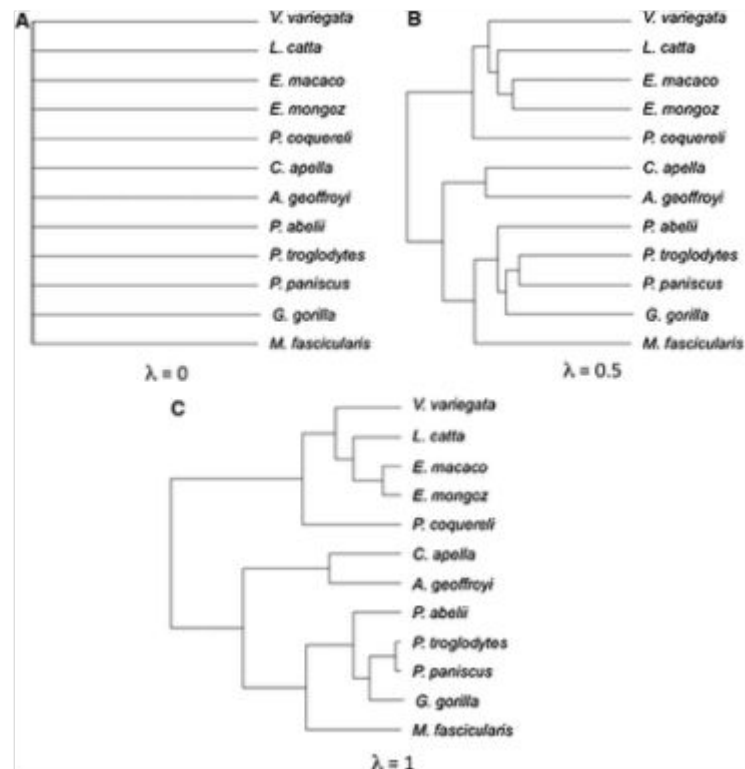 A
V. variegata
L. catta
E. macaco
E. mongoz
P. coquereli
C. apella
A. geoffroyi
P. abelii
P. troglodytes
P. paniscus
G. gorilla
M. fascicularis
λ = 0
B
V. variegata
L. catta
E. macaco
E. mongoz
P. coquereli
C. apella
A. geoffroyi
P. abelii
P. troglodytes
P. paniscus
G. gorilla
M. fascicularis
λ = 0.5
C
V. variegata
L. catta
E. macaco
E. mongoz
P. coquereli
C. apella
A. geoffroyi
P. abelii
P. troglodytes
P. paniscus
G. gorilla
M. fascicularis
λ = 1